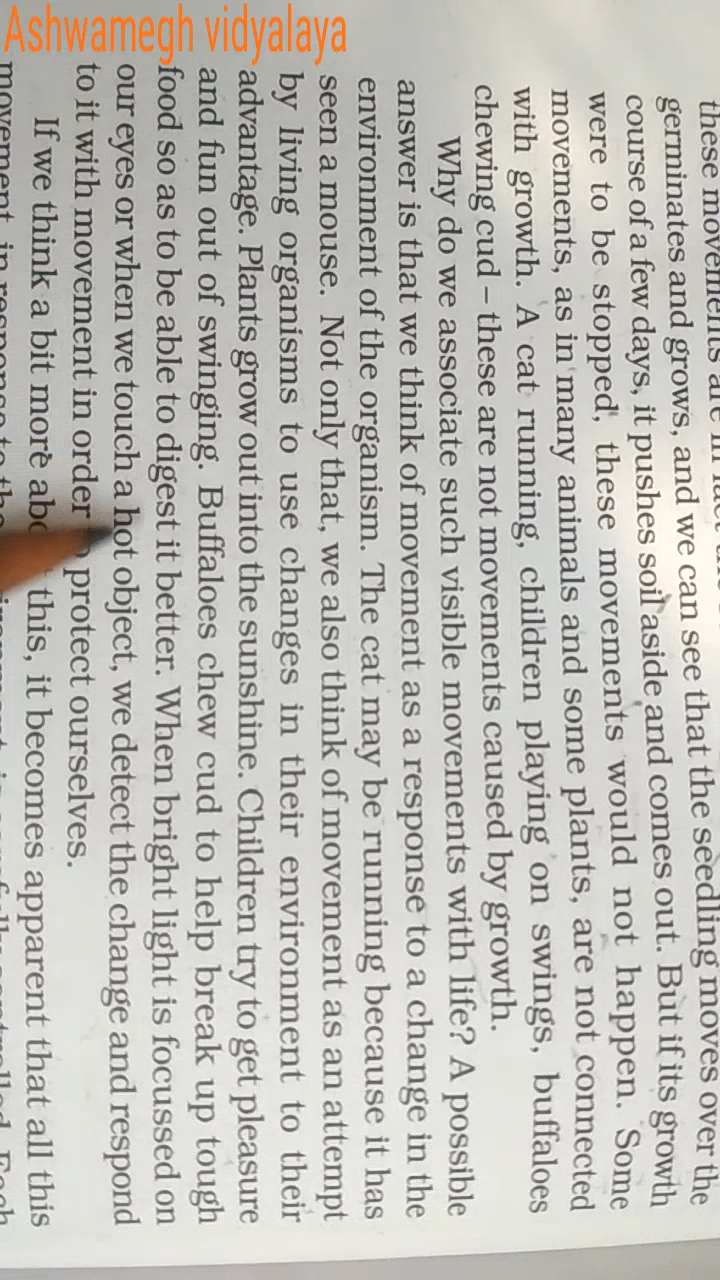 Ashwamegh vidyalaya
these movements are in
germinates and grows, and we can see that the seedling moves over the
course of a few days, it pushes soil aside and comes out. But if its growth
were to be stopped, these movements would not happen. Some
movements, as in many animals and some plants, are not connected
with growth. A cat running, children playing on swings, buffaloes
chewing cud – these are not movements caused by growth.
Why do we associate such visible movements with life? A possible
answer is that we think of movement as a response to a change in the
environment of the organism. The cat may be running because it has
seen a mouse. Not only that, we also think of movement as an attempt
by living organisms to use changes in their environment to their
advantage. Plants grow out into the sunshine. Children try to get pleasure
and fun out of swinging. Buffaloes chew cud to help break up tough
food so as to be able to digest it better. When bright light is focussed on
our eyes or when we touch a hot object, we detect the change and respond
to it with movement in order protect ourselves.
If we think a bit more this, it becomes apparent that all this
movement in response to the